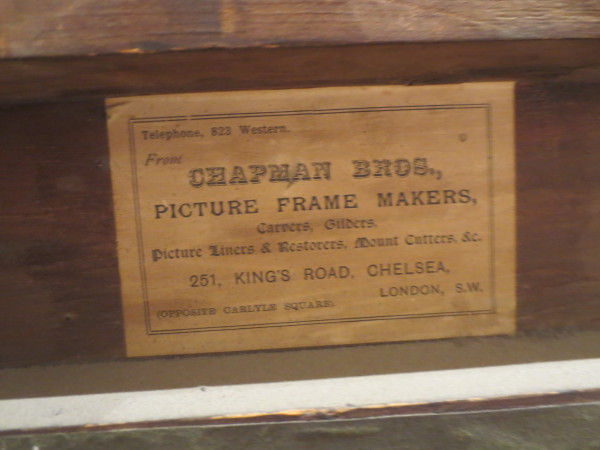 Telephone, 823 Western.
From
CHAPMAN BROS.,
PICTURE FRAME MAKERS,
Carvers, Gilders,
Picture Liners & Restorers, Mount Cutters, &c.
251, KING'S ROAD, CHELSEA,
LONDON, S.W.
(OPPOSITE CARLYLE SQUARE)